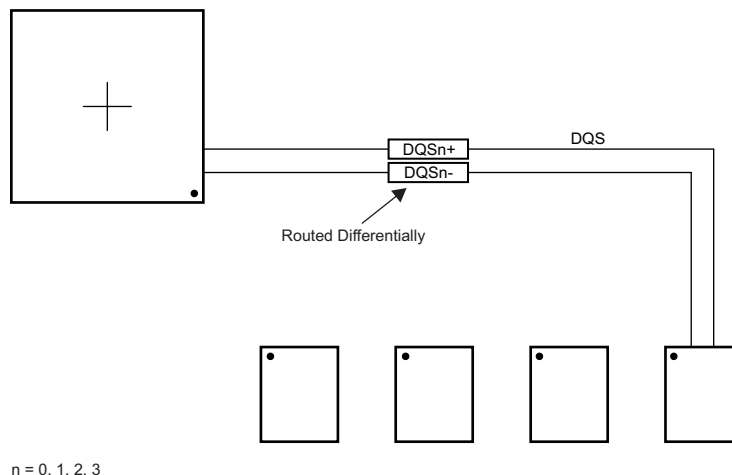 DQSn+
DQS
DQSn-
Routed Differentially
n = 0, 1, 2, 3